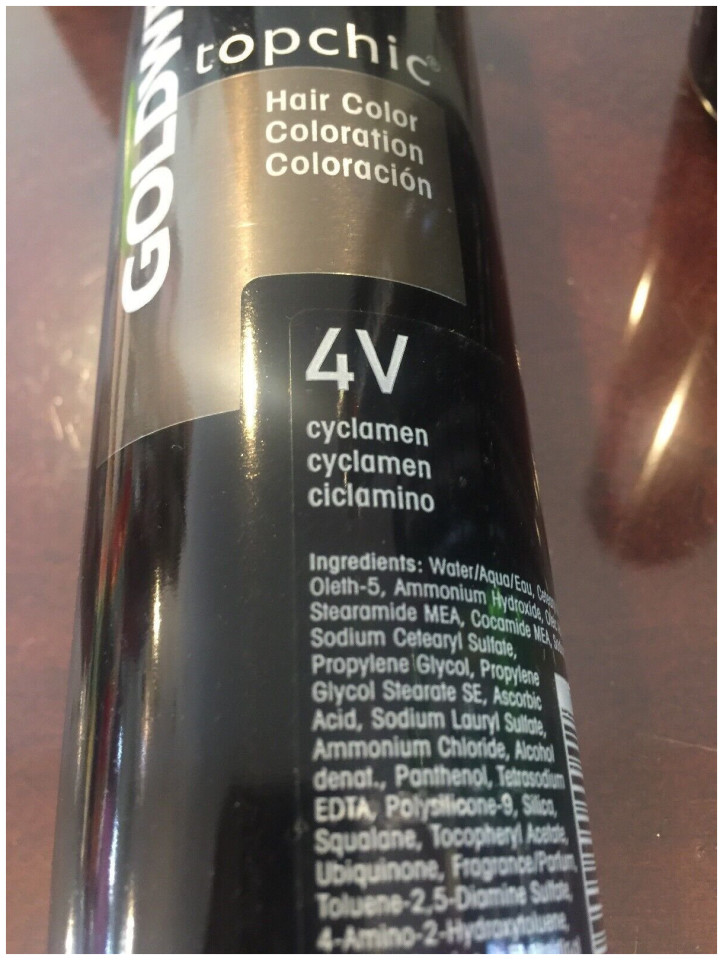 GOLDW
topchic®
Hair Color
Coloration
Coloración
4V
cyclamen
cyclamen
ciclamino
Ingredients: Water/Aqua/Eau,
Oleth-5, Ammonium Hydroxide,
Stearamide MEA, Cocamide MEA,
Sodium Cetearyl Sulfate,
Propylene Glycol, Propylene
Glycol Stearate SE, Ascorbic
Acid, Sodium Lauryl Sulfate,
Ammonium Chloride, Alcohol
denat., Panthenol, Tetrasodium
EDTA, Polysilicone-9, Silica,
Squalane, Tocopheryl Acetate,
Ubiquinone, Fragrance/Parfum,
Toluene-2,5-Diamine Sulfate,
4-Amino-2-Hydroxytoluene,